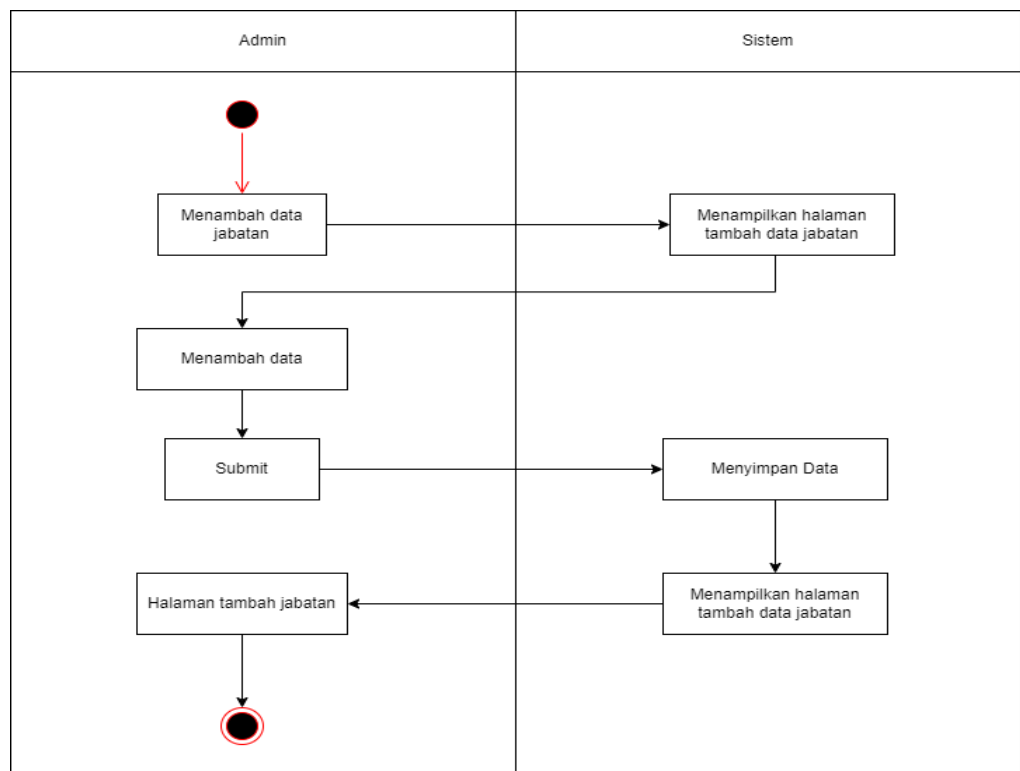 Admin
Sistem
Menambah data
jabatan
Menampilkan halaman
tambah data jabatan
Menambah data
Submit
Menyimpan Data
Halaman tambah jabatan
Menampilkan halaman
tambah data jabatan